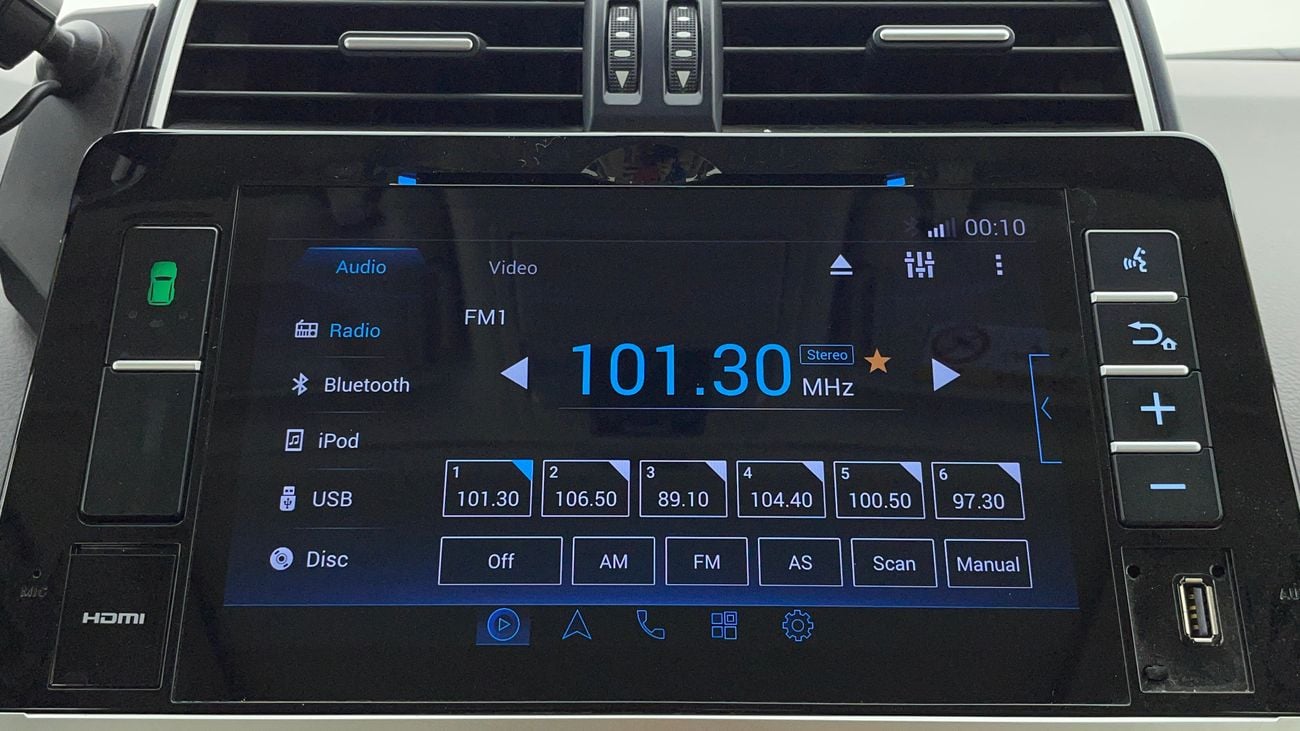 00:10
Audio
Video
FM1
Radio
101.30
Stereo
MHz
Bluetooth
iPod
1
2
3
4
5
6
101.30
106.50
89.10
104.40
100.50
97.30
USB
Disc
Off
AM
FM
AS
Scan
Manual
MIC
HDMI